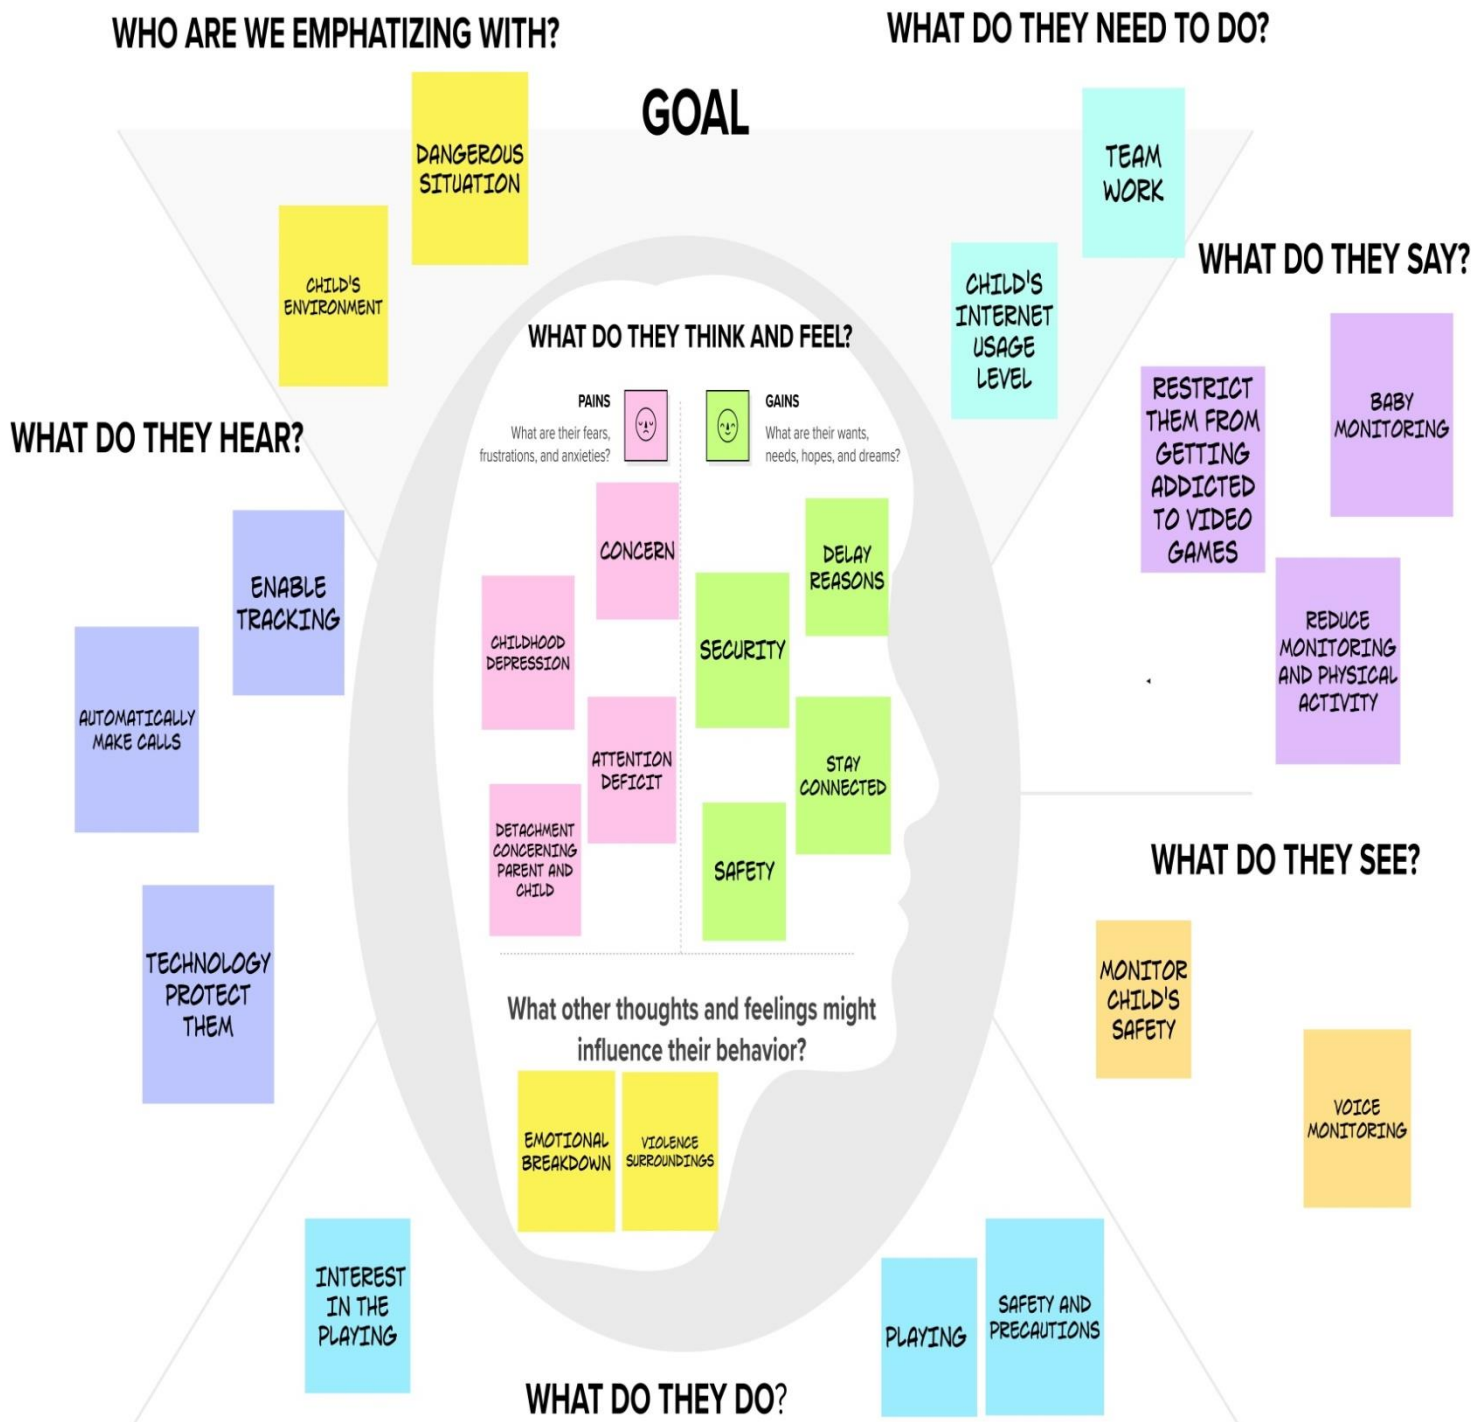 WHO ARE WE EMPHATIZING WITH?
WHAT DO THEY NEED TO DO?
GOAL
DANGEROUS
SITUATION
CHILD'S
ENVIRONMENT
TEAM
WORK
CHILD'S
INTERNET
USAGE
LEVEL
WHAT DO THEY SAY?
RESTRICT
THEM FROM
GETTING
ADDICTED
TO VIDEO
GAMES
BABY
MONITORING
REDUCE
MONITORING
AND PHYSICAL
ACTIVITY
WHAT DO THEY THINK AND FEEL?
PAINS
What are their fears,
frustrations, and anxieties?
GAINS
What are their wants,
needs, hopes, and dreams?
CONCERN
CHILDHOOD
DEPRESSION
ATTENTION
DEFICIT
DETACHMENT
CONCERNING
PARENT AND
CHILD
DELAY
REASONS
SECURITY
STAY
CONNECTED
SAFETY
WHAT DO THEY HEAR?
ENABLE
TRACKING
AUTOMATICALLY
MAKE CALLS
TECHNOLOGY
PROTECT
THEM
WHAT DO THEY SEE?
MONITOR
CHILD'S
SAFETY
VOICE
MONITORING
What other thoughts and feelings might
influence their behavior?
EMOTIONAL
BREAKDOWN
VIOLENCE
SURROUNDINGS
INTEREST
IN THE
PLAYING
PLAYING
SAFETY AND
PRECAUTIONS
WHAT DO THEY DO?